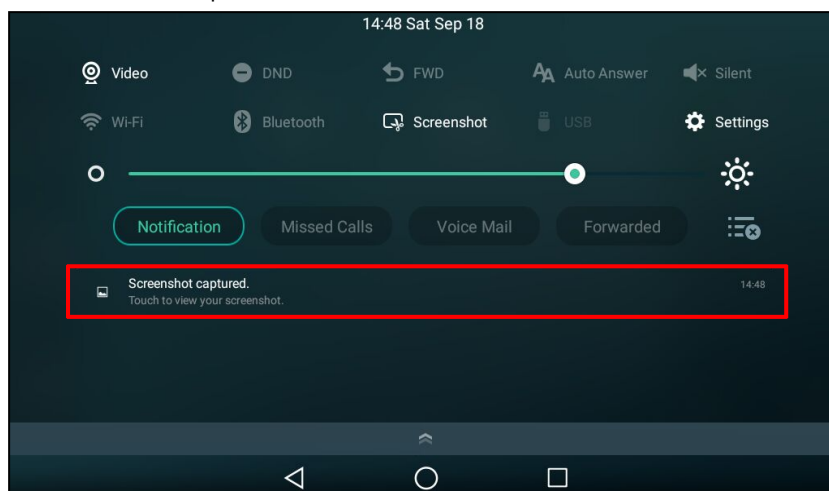 14:48 Sat Sep 18
Video DND FWD Auto Answer Silent
Wi-Fi Bluetooth Screenshot USB Settings
Notification Missed Calls Voice Mail Forwarded
Screenshot captured. 14:48
Touch to view your screenshot.